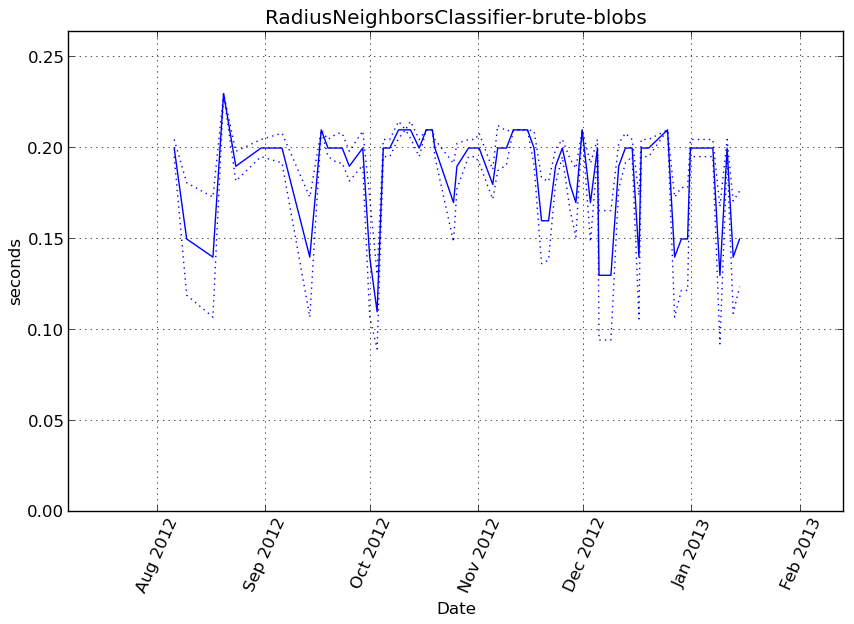 RadiusNeighborsClassifier-brute-blobs
0.25
0.20
0.15
0.10
0.05
0.00
seconds
Aug 2012
Sep 2012
Oct 2012
Nov 2012
Dec 2012
Jan 2013
Feb 2013
Date